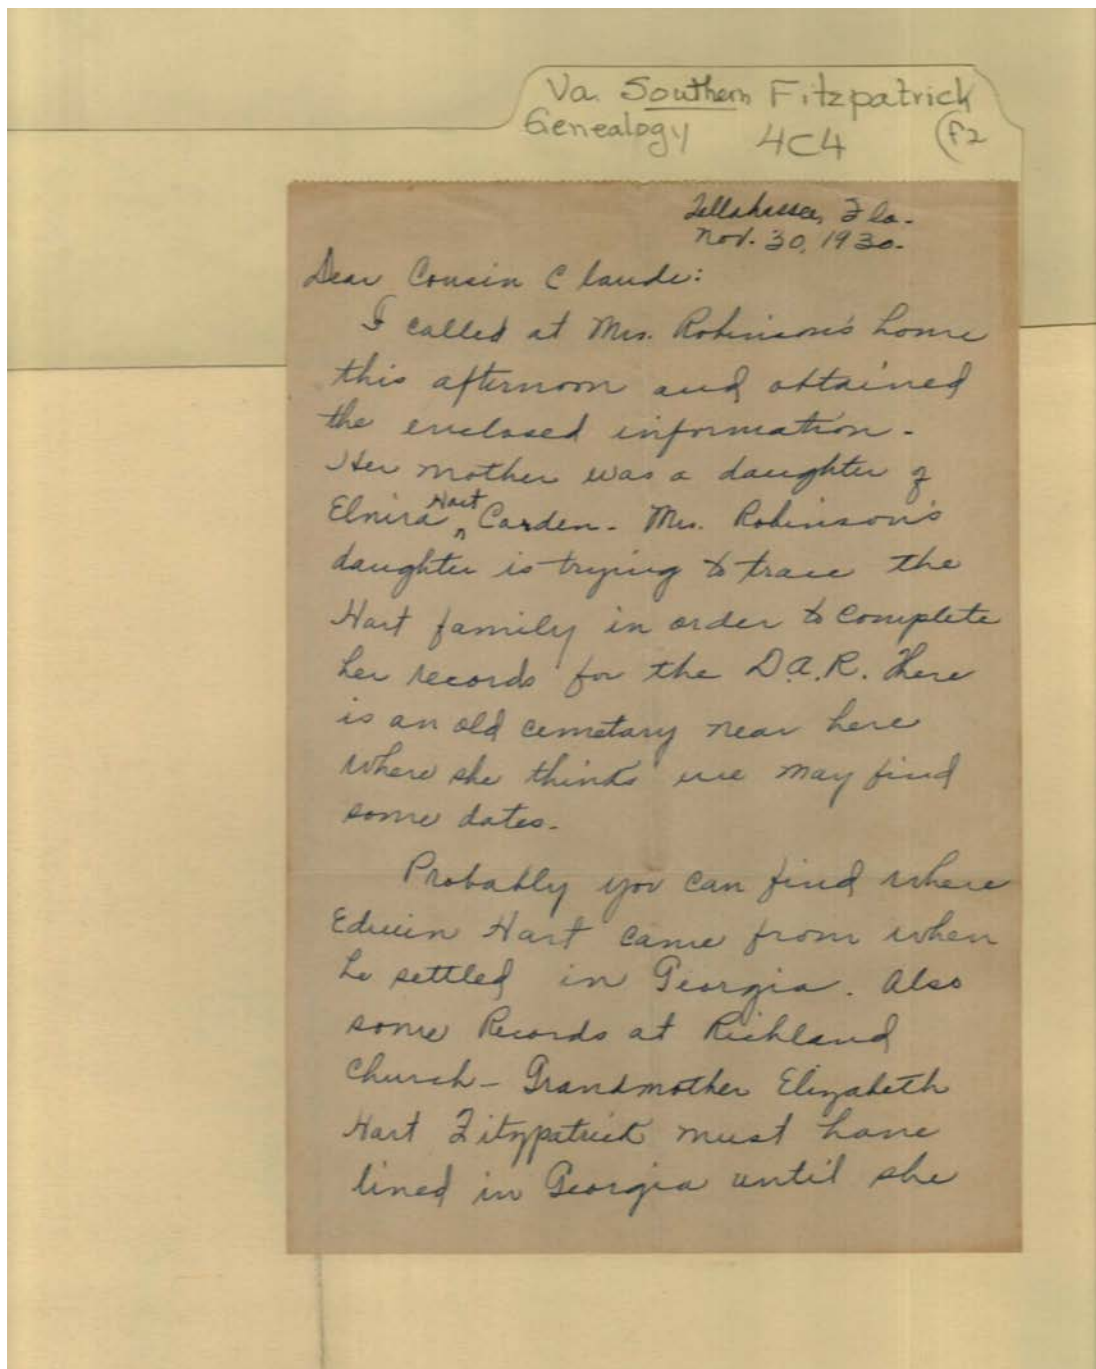 Va. Southern Fitzpatrick
Genealogy 4C4 F2
Tallahassee, Fla.
Nov. 30, 1930.
Dear Cousin Claude:
I called at Mrs. Robinson's home
this afternoon and obtained
the enclosed information.
Her mother was a daughter of
Elmira Hart Carden. Mrs. Robinson's
daughter is trying to trace the
Hart family in order to complete
her records for the D.A.R. There
is an old cemetary near here
where she thinks we may find
some dates.
Probably you can find where
Edwin Hart came from when
he settled in Georgia. Also
some Records at Richland
Church - Grandmother Elizabeth
Hart Fitzpatrick must have
lived in Georgia until she